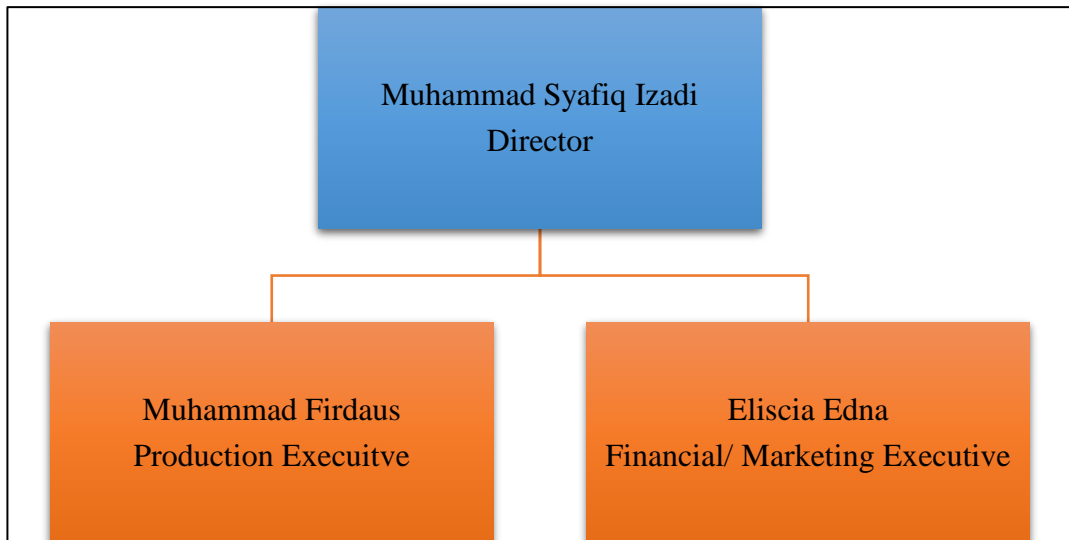 Muhammad Syafiq Izadi
Director
Muhammad Firdaus
Production Execuitve
Eliscia Edna
Financial/ Marketing Executive